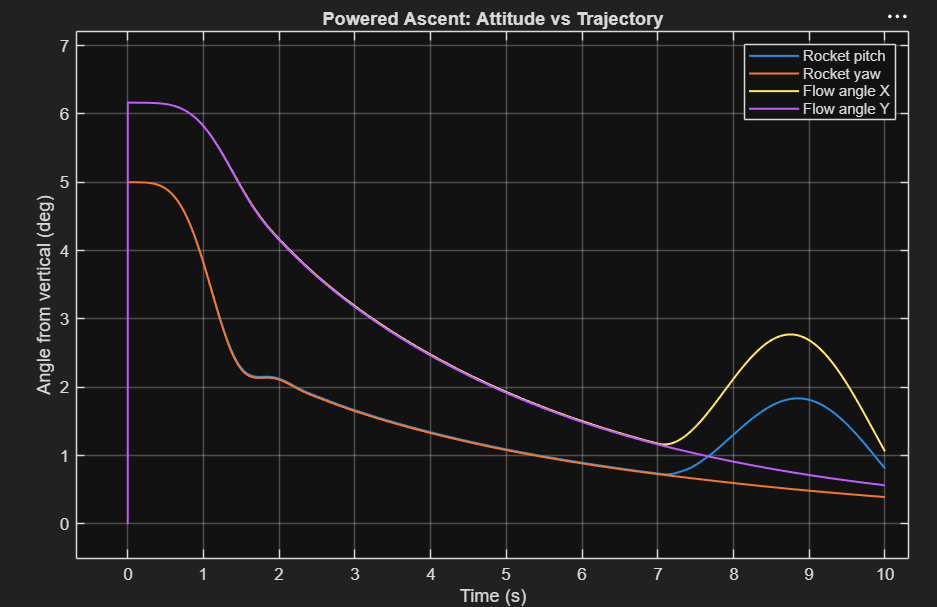 Powered Ascent: Attitude vs Trajectory
Rocket pitch
Rocket yaw
Flow angle X
Flow angle Y
Angle from vertical (deg)
7
6
5
4
3
2
1
0
0 1 2 3 4 5 6 7 8 9 10
Time (s)